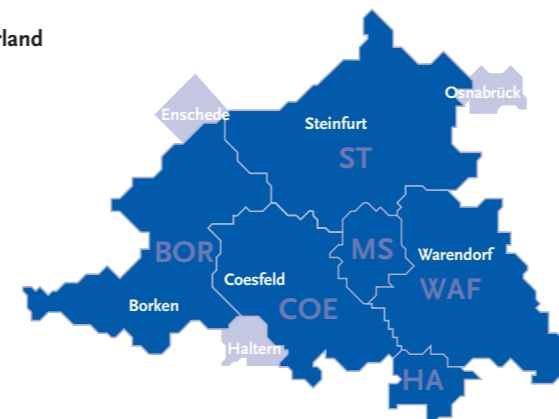 rland
Enschede
Osnabrück
Steinfurt
ST
BOR
MS
Warendorf
Coesfeld
WAF
Borken
COE
Haltern
HA